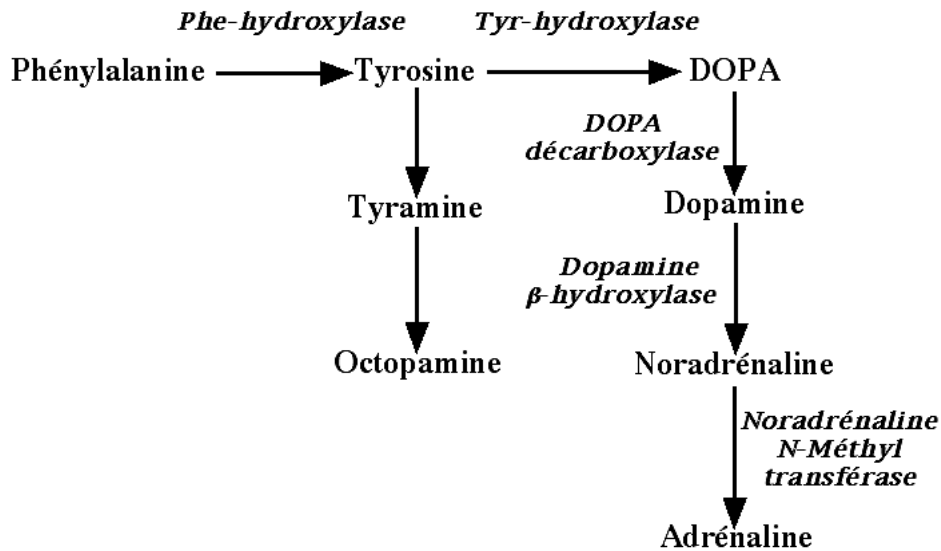 Phe-hydroxylase Tyr-hydroxylase
Phénylalanine Tyrosine DOPA
DOPA
décarboxylase
Tyramine Dopamine
Dopamine
β-hydroxylase
Octopamine Noradrénaline
Noradrénaline
N-Méthyl
transférase
Adrénaline